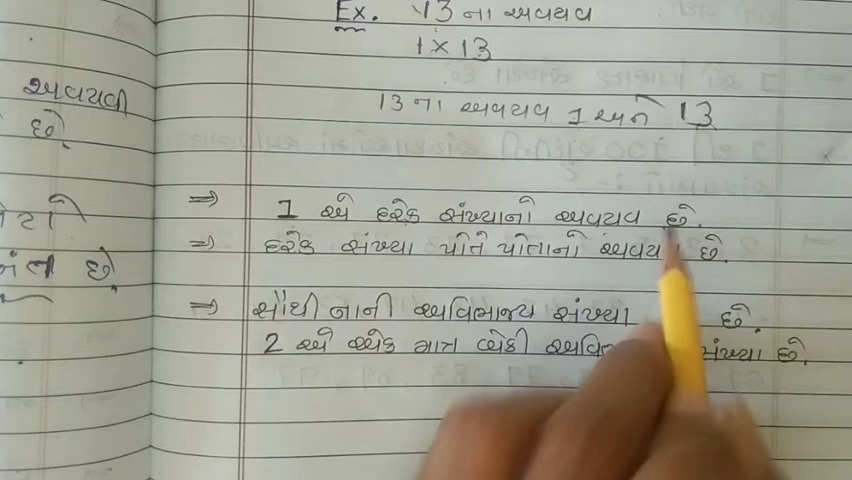 Ex. 13 ના અવયવ
1 × 13
13 ના અવયવ 1 અને 13
અવયવી
છે.
⇒ 1 એ દરેક સંખ્યાનો અવયવ છે.
⇒ દરેક સંખ્યા પોતે પોતાનો અવયવ છે.
છે.
⇒ સૌથી નાની અવિભાજ્ય સંખ્યા છે.
2 એ એક માત્ર બેકી સંખ્યા છે.